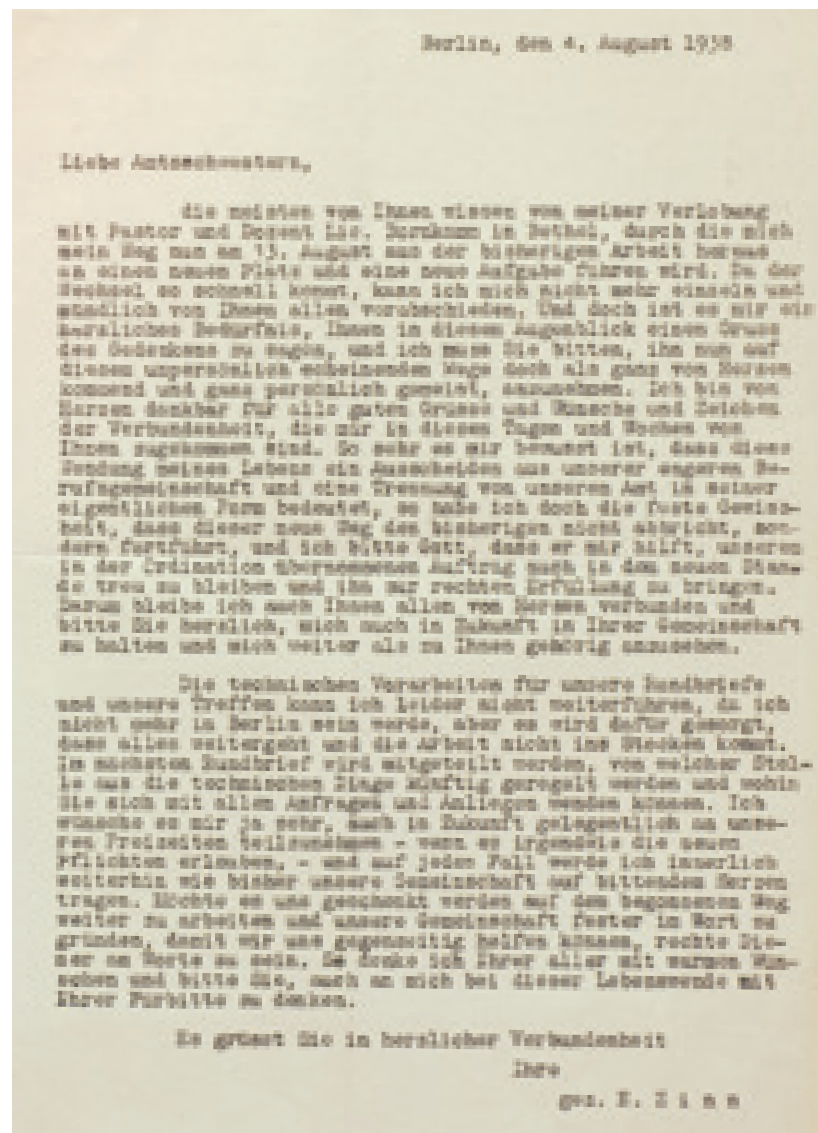 Berlin, den 4. August 1938
Liebe Amtsschwestern,
die meisten von Ihnen wissen von meiner Verlobung
mit Pastor und Dozent Lic. in Bethel, durch die mich
mein Weg nun am 13. August aus der bisherigen Arbeit heraus
an einen neuen Platz und eine neue Aufgabe führen wird. Da der
Wechsel so schnell kommt, kann ich mich nicht mehr einzeln und
mündlich von Ihnen allen verabschieden. Und doch ist es mir ein
herzliches Bedürfnis, Ihnen in diesem Augenblick einen Gruss
des Gedenkens zu sagen, und ich muss Sie bitten, ihn nun auf
diesem unpersönlich scheinenden Wege doch als ganz von Herzen
kommend und ganz persönlich gemeint, anzunehmen. Ich bin von
Herzen dankbar für alle guten Grüsse und Wünsche und Zeichen
der Verbundenheit, die mir in diesen Tagen und Wochen von
Ihnen zugekommen sind. So sehr es mir bewusst ist, dass diese
Wendung meines Lebens ein Ausscheiden aus unserer engeren Be-
rufsgemeinschaft und eine Trennung von unserem Amt in seiner
eigentlichen Form bedeutet, so habe ich doch die feste Gewiss-
heit, dass dieser neue Weg den bisherigen nicht abbricht, son-
dern fortführt, und ich bitte Gott, dass er mir hilft, unseren
in der Ordination übernommenen Auftrag auch in dem neuen Stan-
de treu zu bleiben und ihn zur rechten Erfüllung zu bringen.
Darum bleibe ich auch Ihnen allen von Herzen verbunden und
bitte Sie herzlich, mich auch in Zukunft in Ihrer Gemeinschaft
zu halten und mich weiter als zu Ihnen gehörig anzusehen.
Die technischen Vorarbeiten für unsere Rundbriefe
und unsere Treffen kann ich leider nicht weiterführen, da ich
nicht mehr in Berlin sein werde, aber es wird dafür gesorgt,
dass alles weitergeht und die Arbeit nicht ins Stocken kommt.
Im nächsten Rundbrief wird mitgeteilt werden, von welcher Stel-
le aus die technischen Dinge künftig geregelt werden und wohin
Sie sich mit allen Anfragen und Anliegen wenden können. Ich
wünsche es mir ja sehr, auch in Zukunft gelegentlich an unse-
ren Freizeiten teilzunehmen - wenn es irgendwie die neuen
Pflichten erlauben, - und auf jeden Fall werde ich innerlich
weiterhin wie bisher unsere Gemeinschaft auf bittendem Herzen
tragen. Möchte es uns geschenkt werden auf dem begonnenen Weg
weiter zu arbeiten und unsere Gemeinschaft fester im Wort zu
gründen, damit wir uns gegenseitig helfen können, rechte Die-
ner am Worte zu sein. So denke ich Ihrer aller mit warmen Wün-
schen und bitte Sie, auch an mich bei dieser Lebenswende mit
Ihrer Fürbitte zu denken.
Es grüsst Sie in herzlicher Verbundenheit
Ihre
gez. E. Z i n n